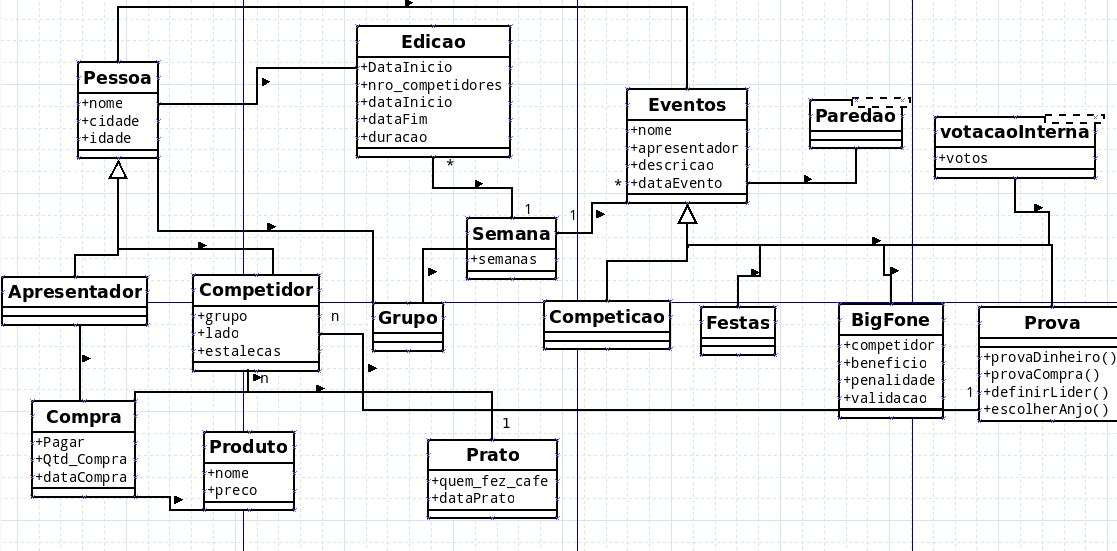 Edicao
+DataInicio
+nro_competidores
+dataInicio
+dataFim
+duracao
*
Pessoa
+nome
+cidade
+idade
Eventos
+nome
+apresentador
+descricao
+dataEvento
*
Paredao
votacaoInterna
+votos
1
1
Semana
+semanas
Apresentador
Competidor
+grupo
+lado
+estalecas
n
n
Grupo
Competicao
Festas
BigFone
+competidor
+beneficio
+penalidade
+validacao
Prova
+provaDinheiro()
+provaCompra()
+definirLider()
+escolherAnjo()
1
Compra
+Pagar
+Qtd_Compra
+dataCompra
Produto
+nome
+preco
1
Prato
+quem_fez_cafe
+dataPrato